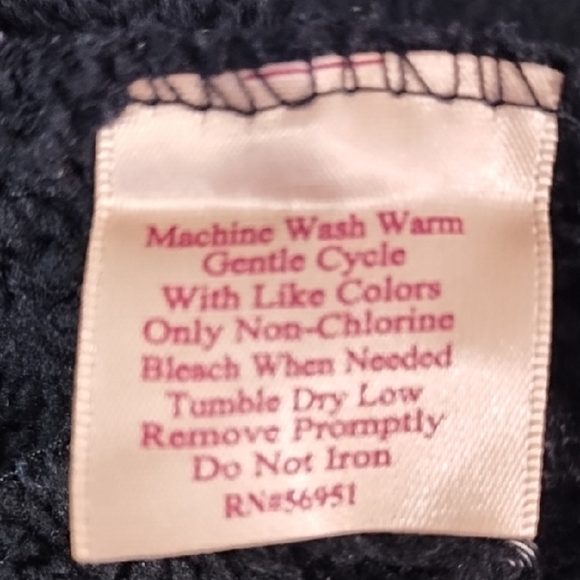 Machine Wash Warm
Gentle Cycle
With Like Colors
Only Non-Chlorine
Bleach When Needed
Tumble Dry Low
Remove Promptly
Do Not Iron
RN#56951